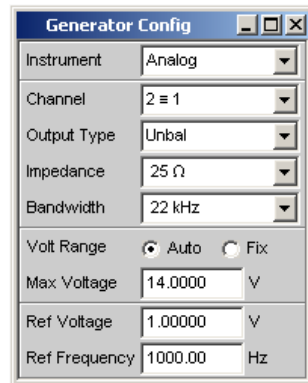 Generator Config
Instrument Analog
Channel 2 ≡ 1
Output Type Unbal
Impedance 25 Ω
Bandwidth 22 kHz
Volt Range Auto Fix
Max Voltage 14.0000 V
Ref Voltage 1.00000 V
Ref Frequency 1000.00 Hz